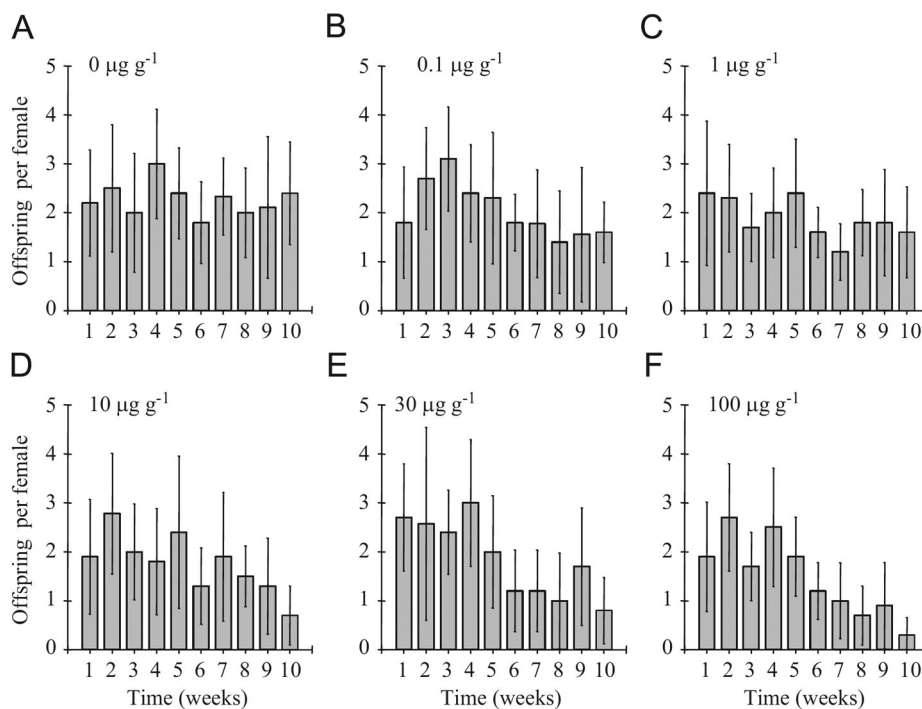 A
B
C
0 µg g-1
0.1 µg g-1
1 µg g-1
Offspring per female
5
4
3
2
1
0
5
4
3
2
1
0
5
4
3
2
1
0
1 2 3 4 5 6 7 8 9 10
1 2 3 4 5 6 7 8 9 10
1 2 3 4 5 6 7 8 9 10
D
E
F
10 µg g-1
30 µg g-1
100 µg g-1
Offspring per female
5
4
3
2
1
0
5
4
3
2
1
0
5
4
3
2
1
0
1 2 3 4 5 6 7 8 9 10
1 2 3 4 5 6 7 8 9 10
1 2 3 4 5 6 7 8 9 10
Time (weeks)
Time (weeks)
Time (weeks)